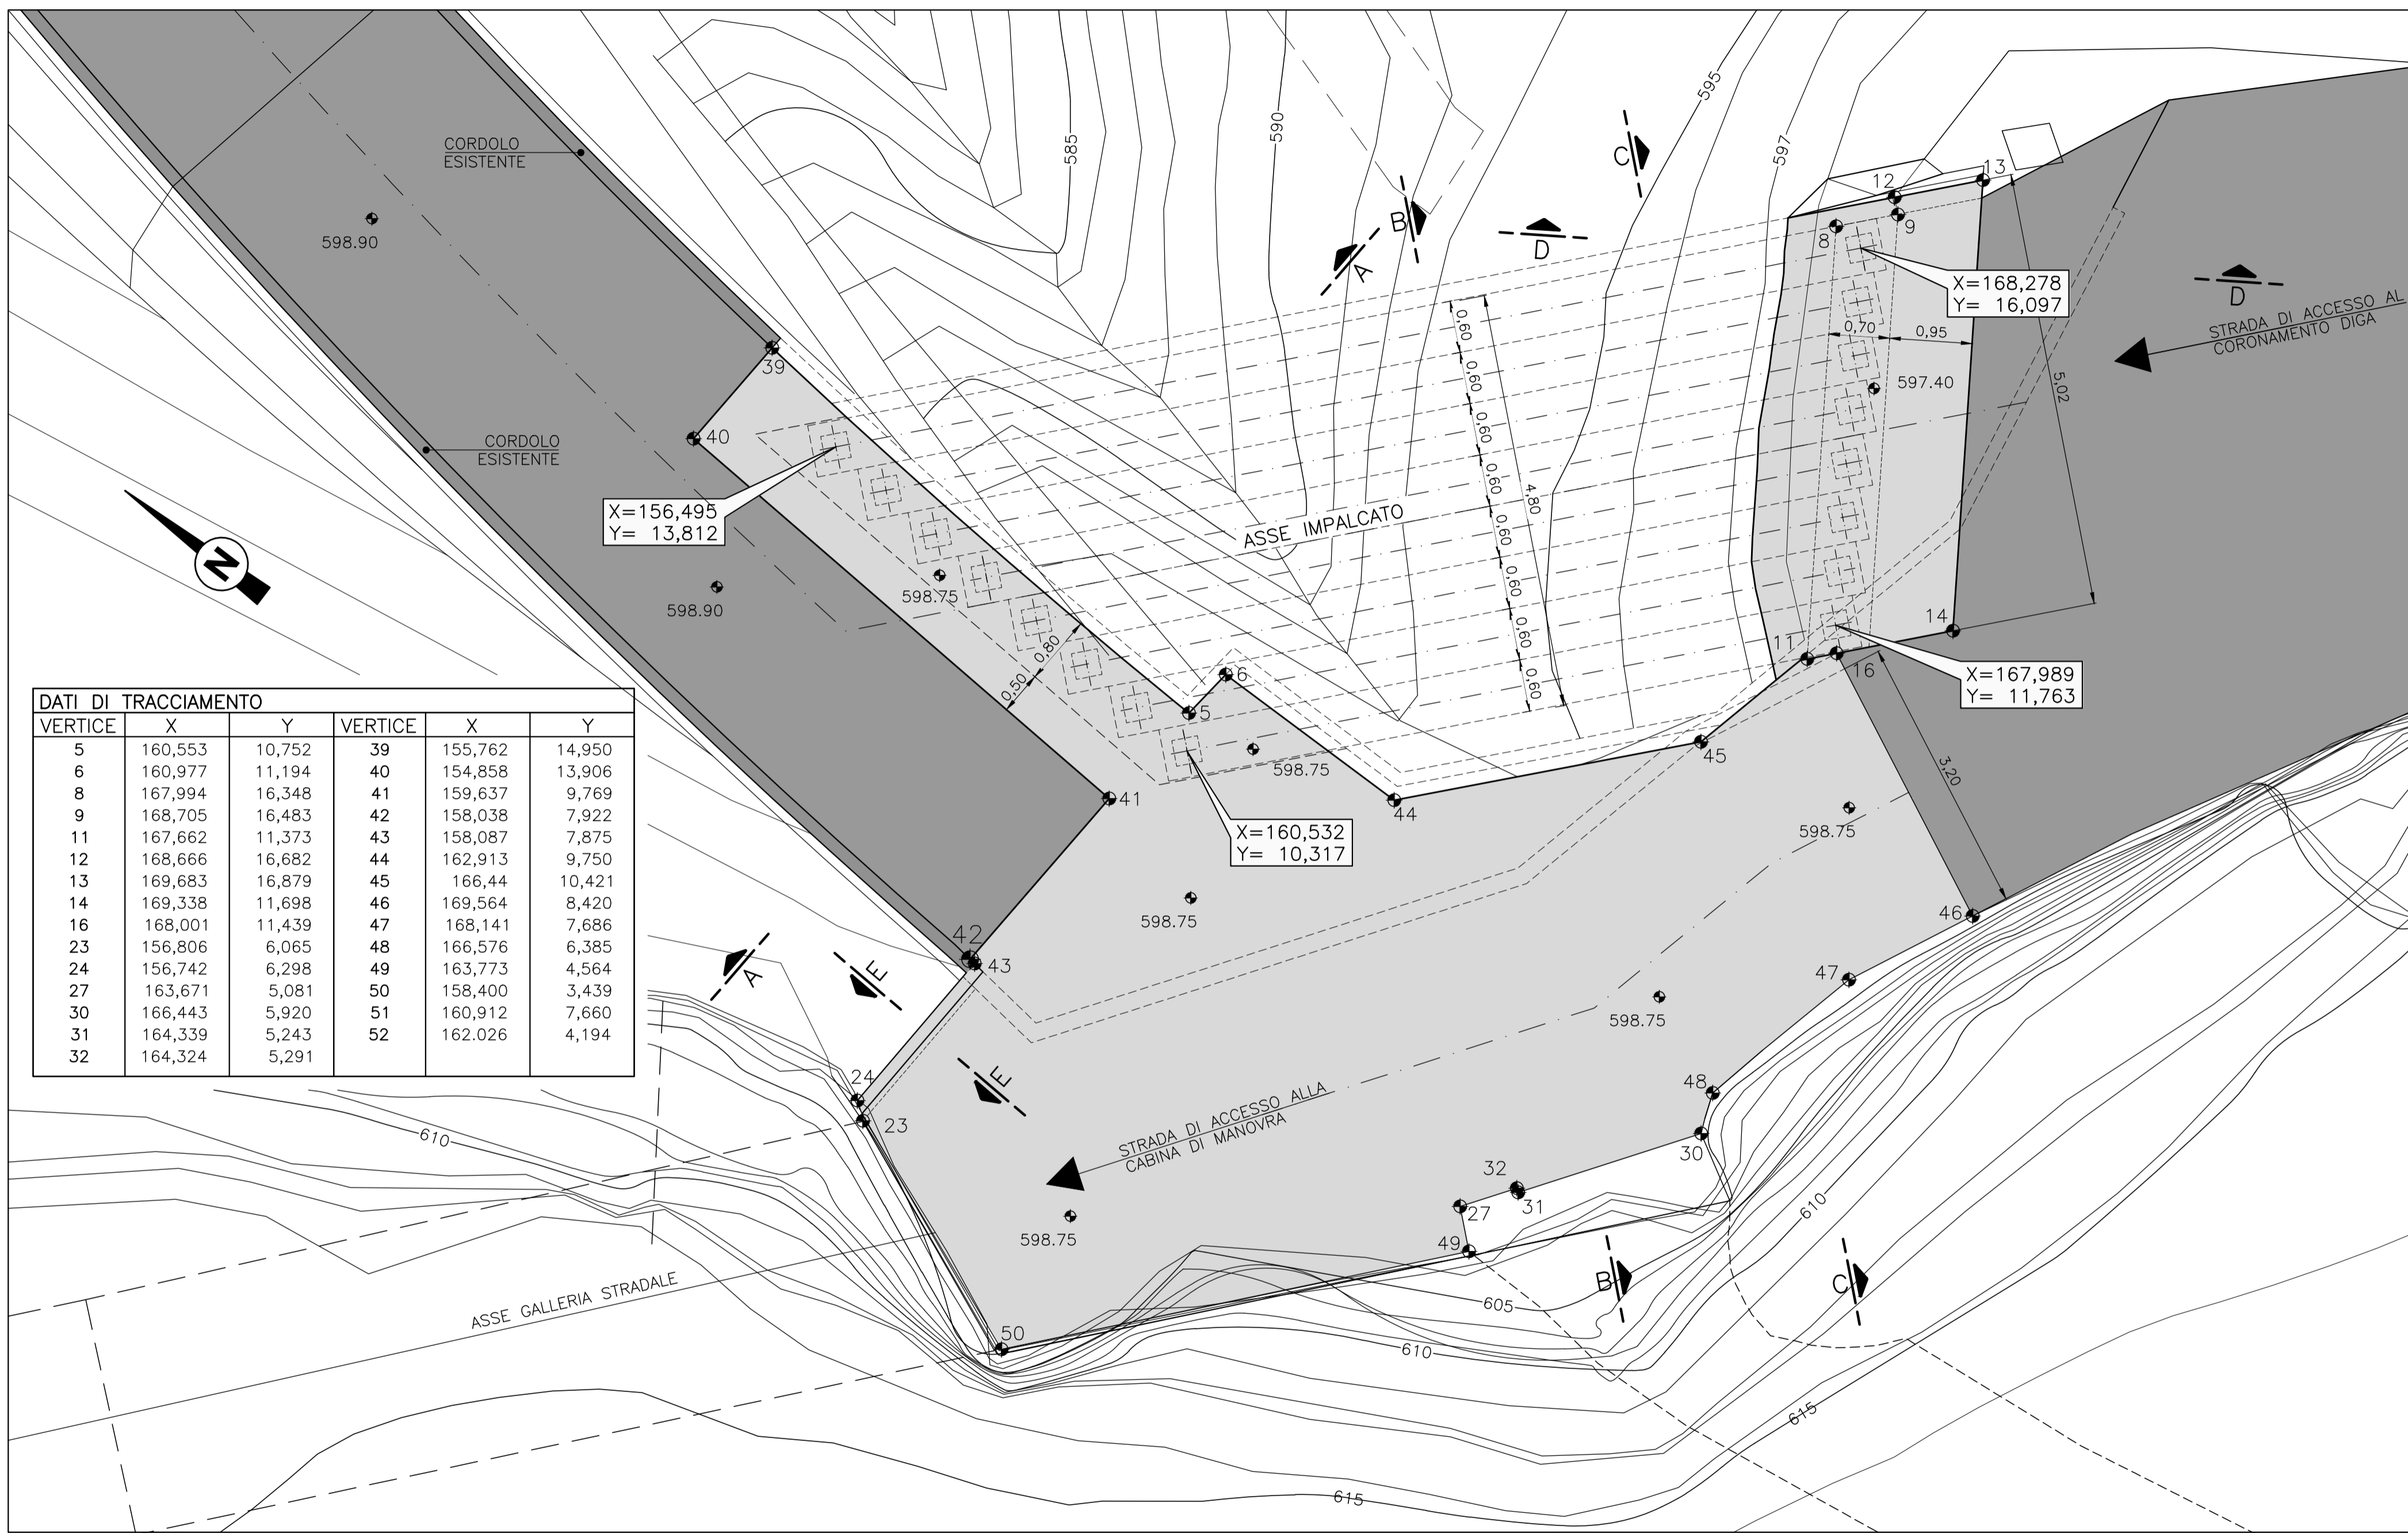 585
590
595
597
CORDOLO
ESISTENTE
598.90
C
B
A
D
12
13
8
9
X=168,278
Y= 16,097
D
STRADA DI ACCESSO AL
CORONAMENTO DIGA
0,70
0,95
5,02
597.40
39
40
CORDOLO
ESISTENTE
0,60
0,60
0,60
0,60
0,60
0,60
0,60
0,60
4,80
X=156,495
Y= 13,812
ASSE IMPALCATO
N
598.90
598.75
0,80
0,50
14
11
16
X=167,989
Y= 11,763
6
5
45
598.75
3,20
41
44
598.75
X=160,532
Y= 10,317
DATI DI TRACCIAMENTO
VERTICE X Y VERTICE X Y
5 160,553 10,752 39 155,762 14,950
6 160,977 11,194 40 154,858 13,906
8 167,994 16,348 41 159,637 9,769
9 168,705 16,483 42 158,038 7,922
11 167,662 11,373 43 158,087 7,875
12 168,666 16,682 44 162,913 9,750
13 169,683 16,879 45 166,44 10,421
14 169,338 11,698 46 169,564 8,420
16 168,001 11,439 47 168,141 7,686
23 156,806 6,065 48 166,576 6,385
24 156,742 6,298 49 163,773 4,564
27 163,671 5,081 50 158,400 3,439
30 166,443 5,920 51 160,912 7,660
31 164,339 5,243 52 162.026 4,194
32 164,324 5,291
598.75
46
42
43
47
A
E
598.75
E
24
23
48
30
610
STRADA DI ACCESSO ALLA
CABINA DI MANOVRA
32
31
27
610
598.75
49
B
C
ASSE GALLERIA STRADALE
605
50
610
615
615